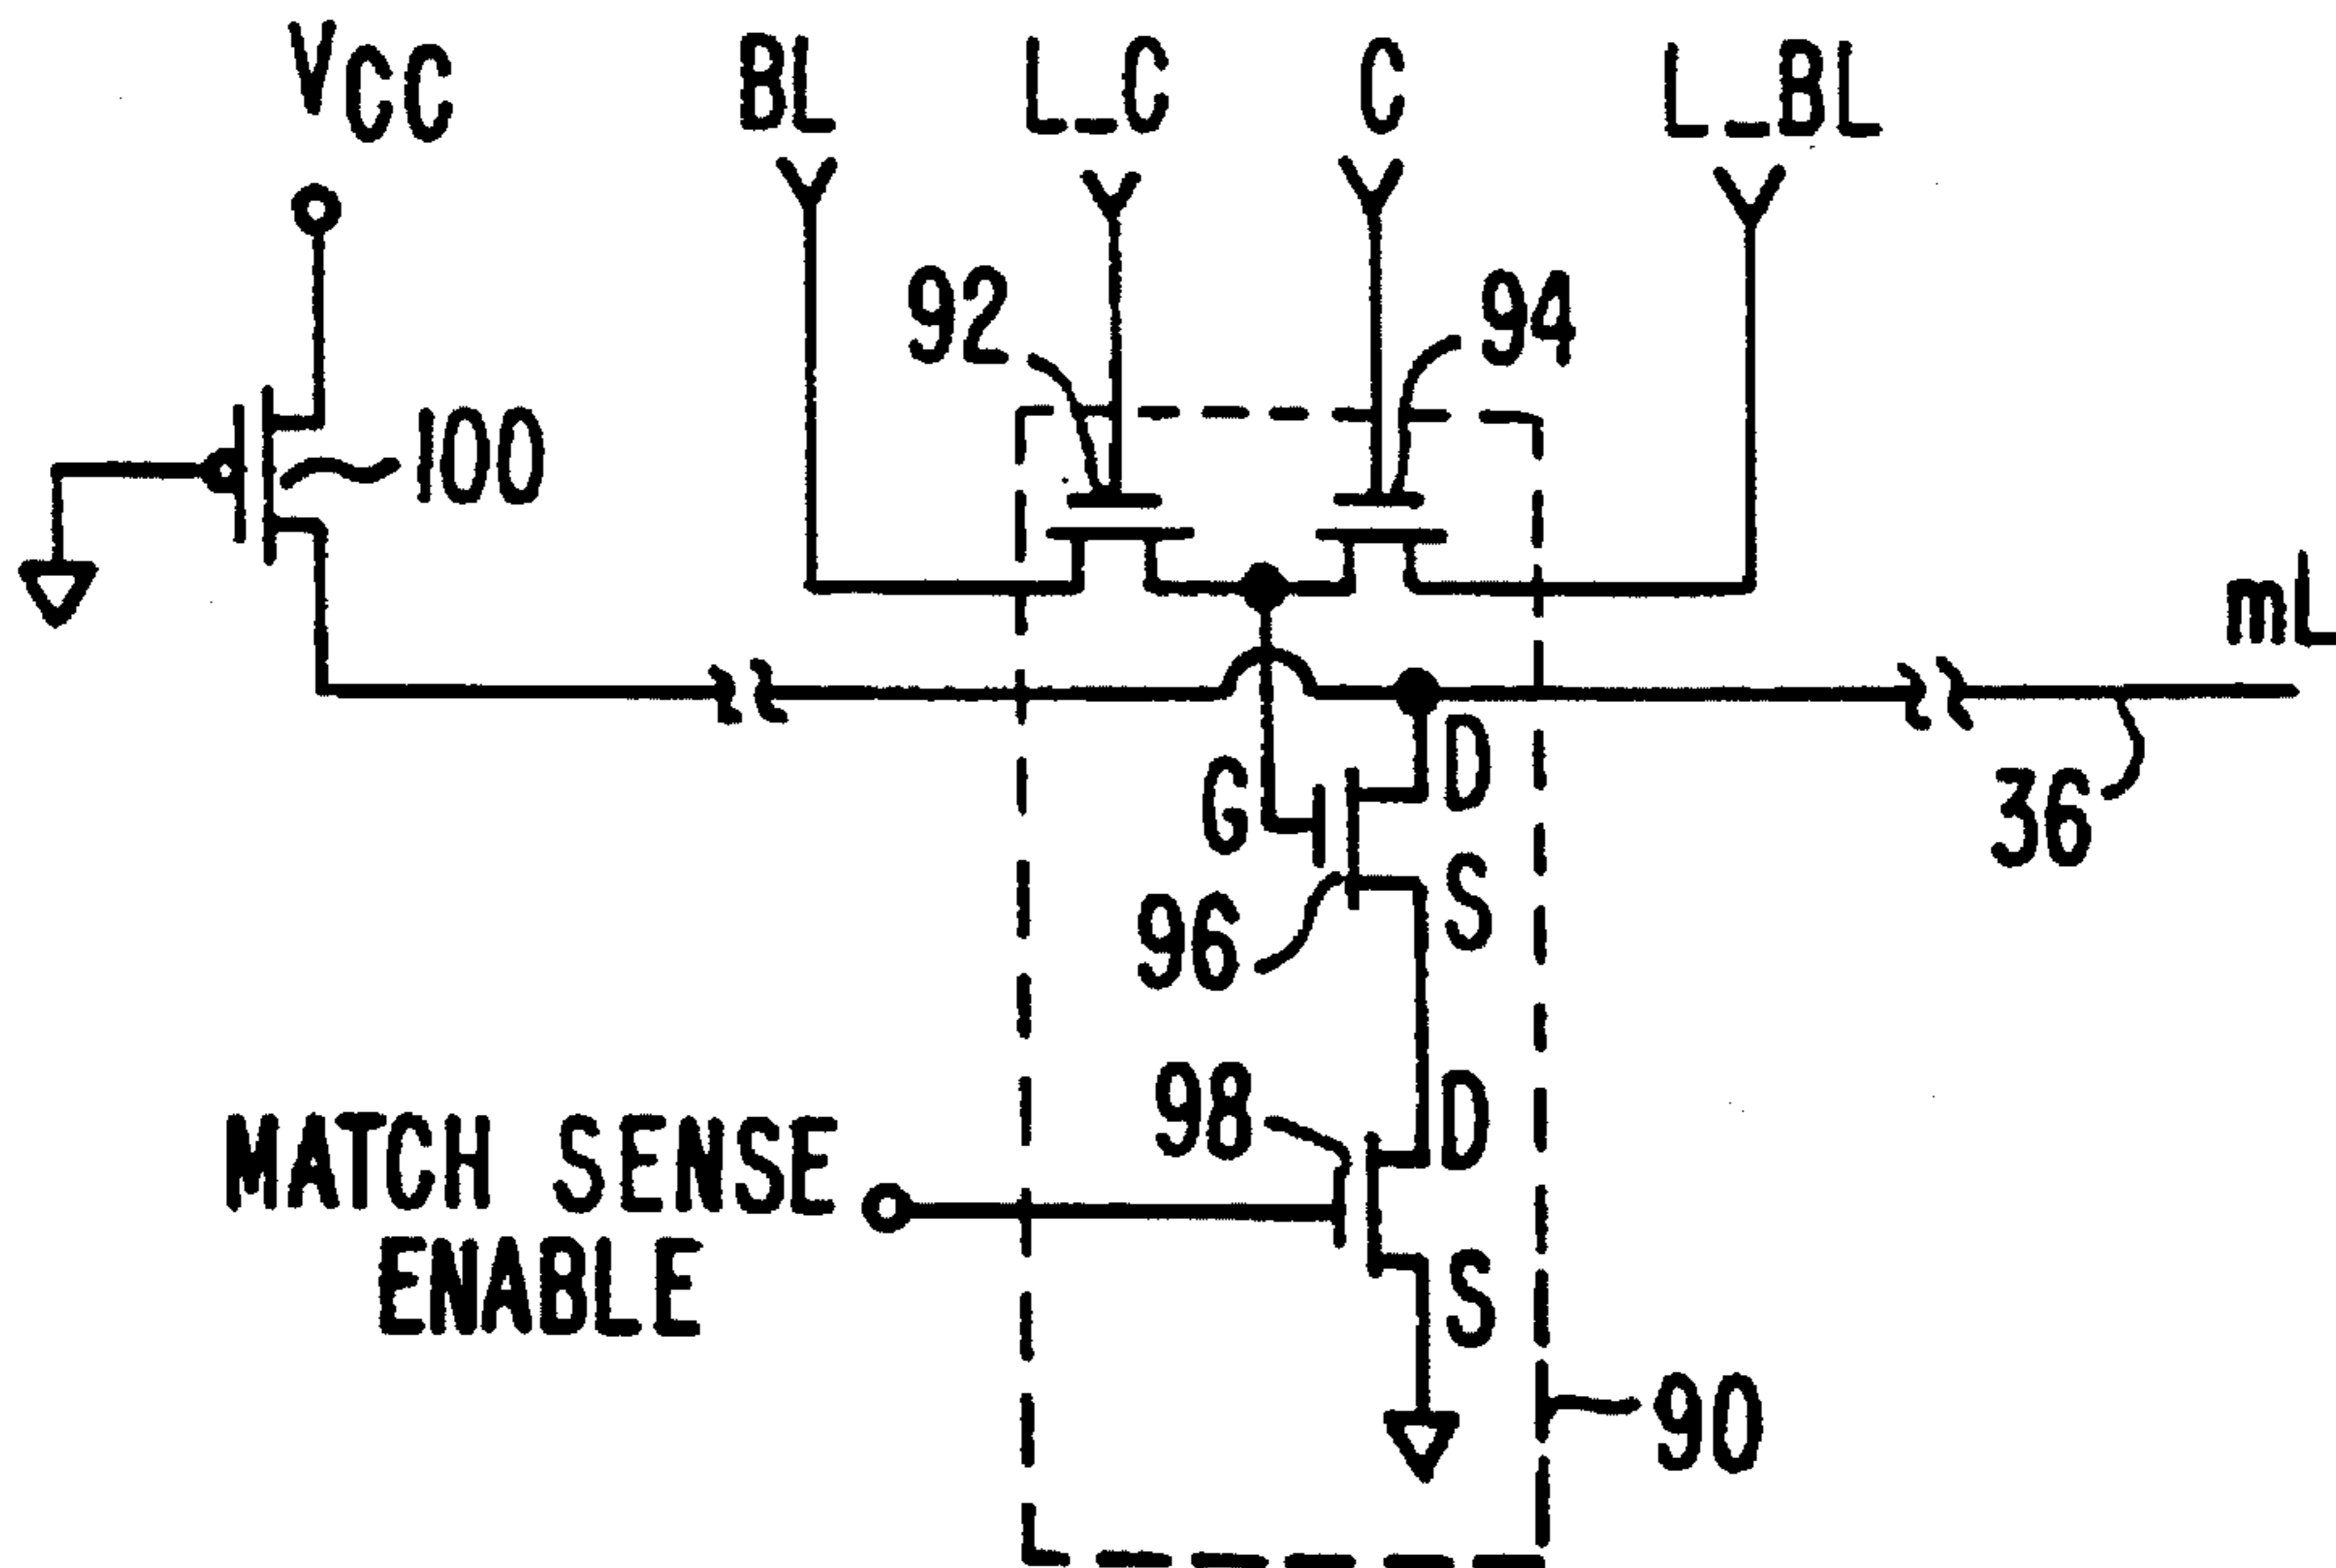 VCC BL L_C C L_BL
92 94
100
mL
G D
36
S
96
98 D
MATCH SENSE
ENABLE
S
90